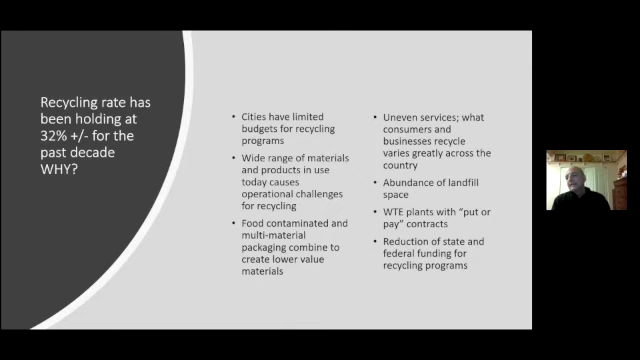 Recycling rate has
been holding at
32% +/- for the
past decade
WHY?
• Cities have limited
budgets for recycling
programs
• Wide range of materials
and products in use
today causes
operational challenges
for recycling
• Food contaminated and
multi-material
packaging combine to
create lower value
materials
• Uneven services; what
consumers and
businesses recycle
varies greatly across the
country
• Abundance of landfill
space
• WTE plants with “put or
pay” contracts
• Reduction of state and
federal funding for
recycling programs